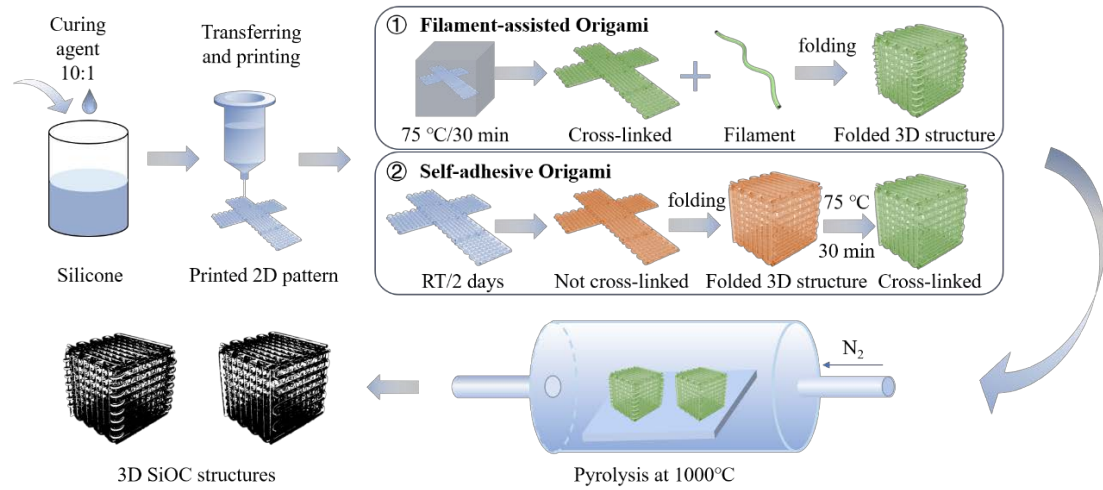 Curing
agent
10:1
Silicone
Transferring
and printing
Printed 2D pattern
① Filament-assisted Origami
75 °C/30 min
Cross-linked
Filament
folding
Folded 3D structure
② Self-adhesive Origami
RT/2 days
Not cross-linked
folding
Folded 3D structure
75 °C
30 min
Cross-linked
N₂
Pyrolysis at 1000°C
3D SiOC structures